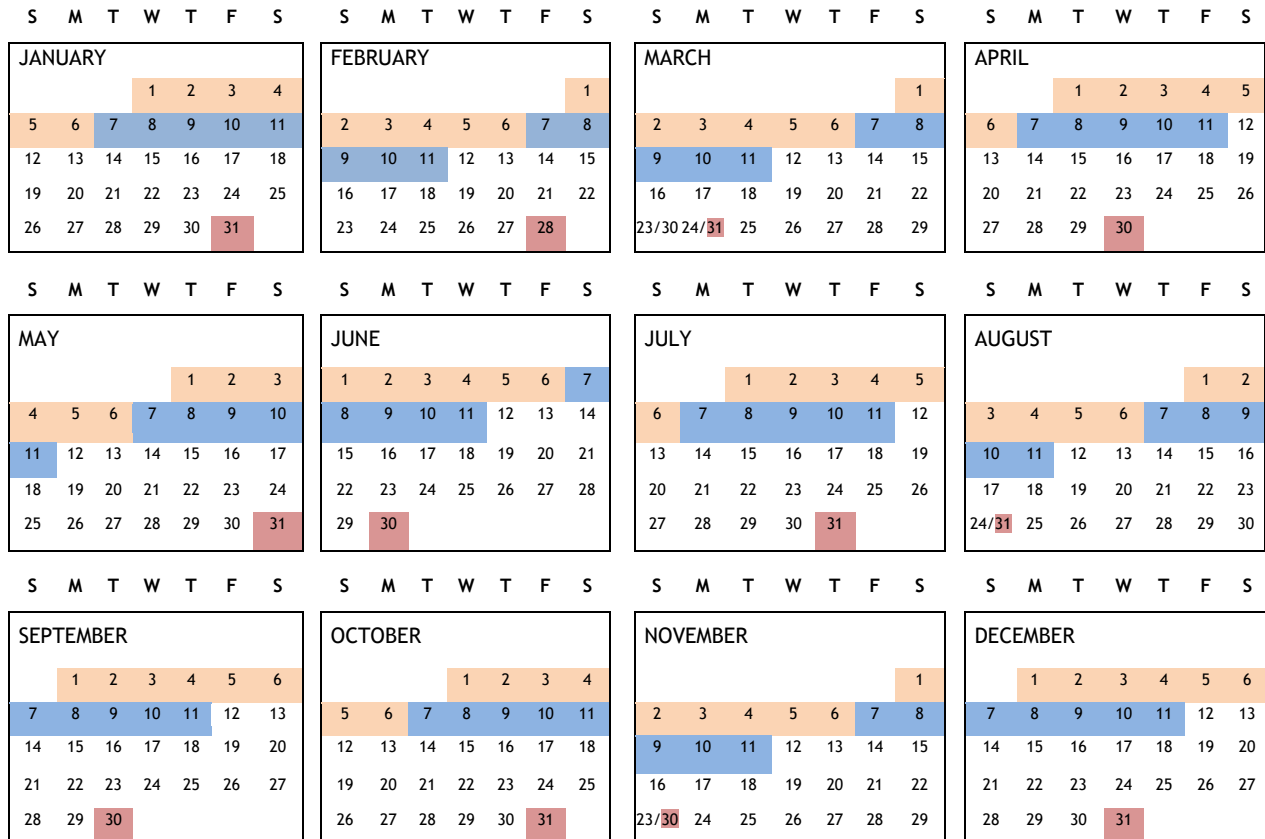 S M T W T F S S M T W T F S S M T W T F S S M T W T F S
JANUARY FEBRUARY MARCH APRIL
1 2 3 4 1 1 1 2 3 4 5
5 6 7 8 9 10 11 2 3 4 5 6 7 8 2 3 4 5 6 7 8 6 7 8 9 10 11 12
12 13 14 15 16 17 18 9 10 11 12 13 14 15 9 10 11 12 13 14 15 13 14 15 16 17 18 19
19 20 21 22 23 24 25 16 17 18 19 20 21 22 16 17 18 19 20 21 22 20 21 22 23 24 25 26
26 27 28 29 30 31 23 24 25 26 27 28 23/30 24/31 25 26 27 28 29 27 28 29 30
S M T W T F S S M T W T F S S M T W T F S S M T W T F S
MAY JUNE JULY AUGUST
1 2 3 1 2 3 4 5 6 7 1 2 3 4 5 1 2
4 5 6 7 8 9 10 8 9 10 11 12 13 14 6 7 8 9 10 11 12 3 4 5 6 7 8 9
11 12 13 14 15 16 17 15 16 17 18 19 20 21 13 14 15 16 17 18 19 10 11 12 13 14 15 16
18 19 20 21 22 23 24 22 23 24 25 26 27 28 20 21 22 23 24 25 26 17 18 19 20 21 22 23
25 26 27 28 29 30 31 29 30 27 28 29 30 31 24/31 25 26 27 28 29 30
S M T W T F S S M T W T F S S M T W T F S S M T W T F S
SEPTEMBER OCTOBER NOVEMBER DECEMBER
1 2 3 4 5 6 1 2 3 4 1 1 2 3 4 5 6
7 8 9 10 11 12 13 5 6 7 8 9 10 11 2 3 4 5 6 7 8 7 8 9 10 11 12 13
14 15 16 17 18 19 20 12 13 14 15 16 17 18 9 10 11 12 13 14 15 14 15 16 17 18 19 20
21 22 23 24 25 26 27 19 20 21 22 23 24 25 16 17 18 19 20 21 22 21 22 23 24 25 26 27
28 29 30 26 27 28 29 30 31 23/30 24 25 26 27 28 29 28 29 30 31